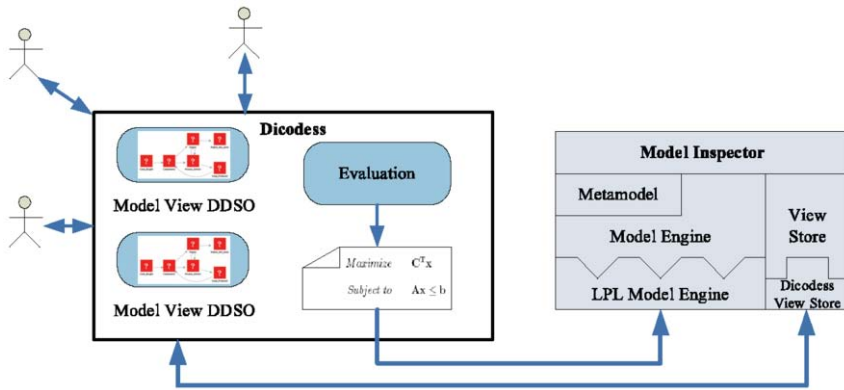 Dicodess
Model View DDSO
Model View DDSO
Evaluation
Maximize C^T x
Subject to Ax ≤ b
Model Inspector
Metamodel
Model Engine
View
Store
LPL Model Engine
Dicodess
View Store